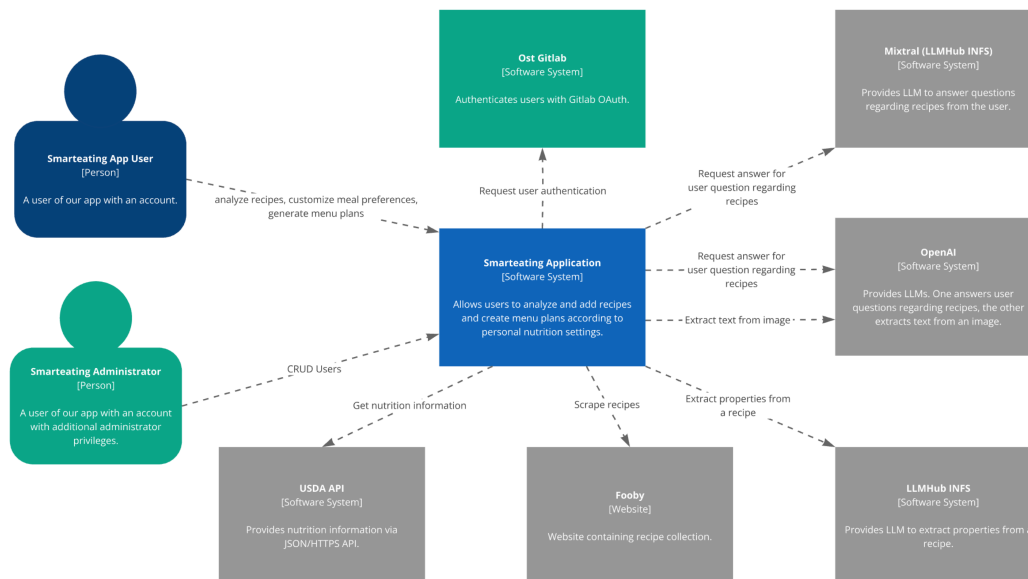 Ost Gitlab
[Software System]
Authenticates users with Gitlab OAuth.
Mixtral (LLMHub INFS)
[Software System]
Provides LLM to answer questions
regarding recipes from the user.
Smarteating App User
[Person]
A user of our app with an account.
analyze recipes, customize meal preferences,
generate menu plans
Request user authentication
Request answer for
user question regarding
recipes
Smarteating Application
[Software System]
Allows users to analyze and add recipes
and create menu plans according to
personal nutrition settings.
Request answer for
user question regarding
recipes
Extract text from image
OpenAI
[Software System]
Provides LLMs. One answers user
questions regarding recipes, the other
extracts text from an image.
Smarteating Administrator
[Person]
A user of our app with an account
with additional administrator
privileges.
CRUD Users
Get nutrition information
Scrape recipes
Extract properties from
a recipe
USDA API
[Software System]
Provides nutrition information via
JSON/HTTPS API.
Fooby
[Website]
Website containing recipe collection.
LLMHub INFS
[Software System]
Provides LLM to extract properties from a
recipe.